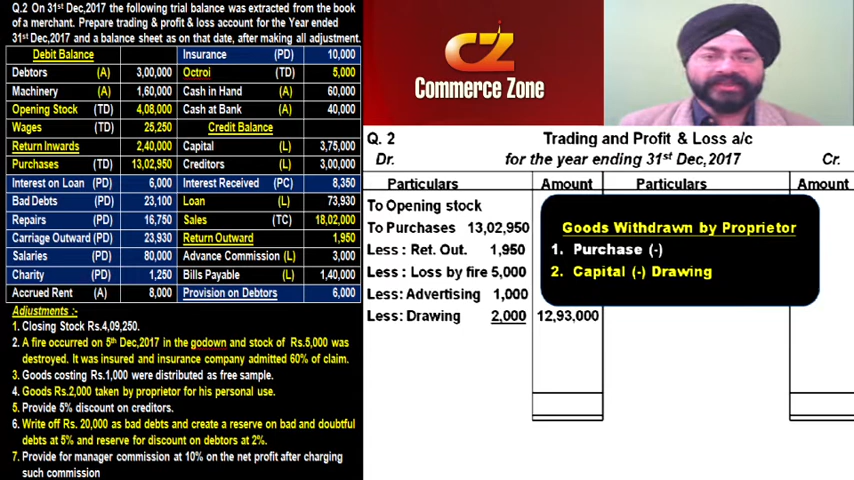 Q.2 On 31st Dec,2017 the following trial balance was extracted from the book
of a merchant. Prepare trading & profit & loss account for the Year ended
31st Dec,2017 and a balance sheet as on that date, after making all adjustment.
Debit Balance Insurance (PD) 10,000
Debtors (A) 3,00,000 Octroi (TD) 5,000
Machinery (A) 1,60,000 Cash in Hand (A) 60,000
Opening Stock (TD) 4,08,000 Cash at Bank (A) 40,000
Wages (TD) 25,250 Credit Balance
Return Inwards 2,40,000 Capital (L) 3,75,000
Purchases (TD) 13,02,950 Creditors (L) 3,00,000
Interest on Loan (PD) 6,000 Interest Received (PC) 8,350
Bad Debts (PD) 23,100 Loan (L) 73,930
Repairs (PD) 16,750 Sales (TC) 18,02,000
Carriage Outward (PD) 23,930 Return Outward 1,950
Salaries (PD) 80,000 Advance Commission (L) 3,000
Charity (PD) 1,250 Bills Payable (L) 1,40,000
Accrued Rent (A) 8,000 Provision on Debtors 6,000
Adjustments :-
1. Closing Stock Rs.4,09,250.
2. A fire occurred on 5th Dec,2017 in the godown and stock of Rs.5,000 was
destroyed. It was insured and insurance company admitted 60% of claim.
3. Goods costing Rs.1,000 were distributed as free sample.
4. Goods Rs.2,000 taken by proprietor for his personal use.
5. Provide 5% discount on creditors.
6. Write off Rs. 20,000 as bad debts and create a reserve on bad and doubtful
debts at 5% and reserve for discount on debtors at 2%.
7. Provide for manager commission at 10% on the net profit after charging
such commission
CZ
Commerce Zone
Q. 2 Trading and Profit & Loss a/c
Dr. for the year ending 31st Dec,2017 Cr.
Particulars Amount Particulars Amount
To Opening stock
To Purchases 13,02,950
Less : Ret. Out. 1,950
Less : Loss by fire 5,000
Less: Advertising 1,000
Less: Drawing 2,000 12,93,000
Goods Withdrawn by Proprietor
1. Purchase (-)
2. Capital (-) Drawing